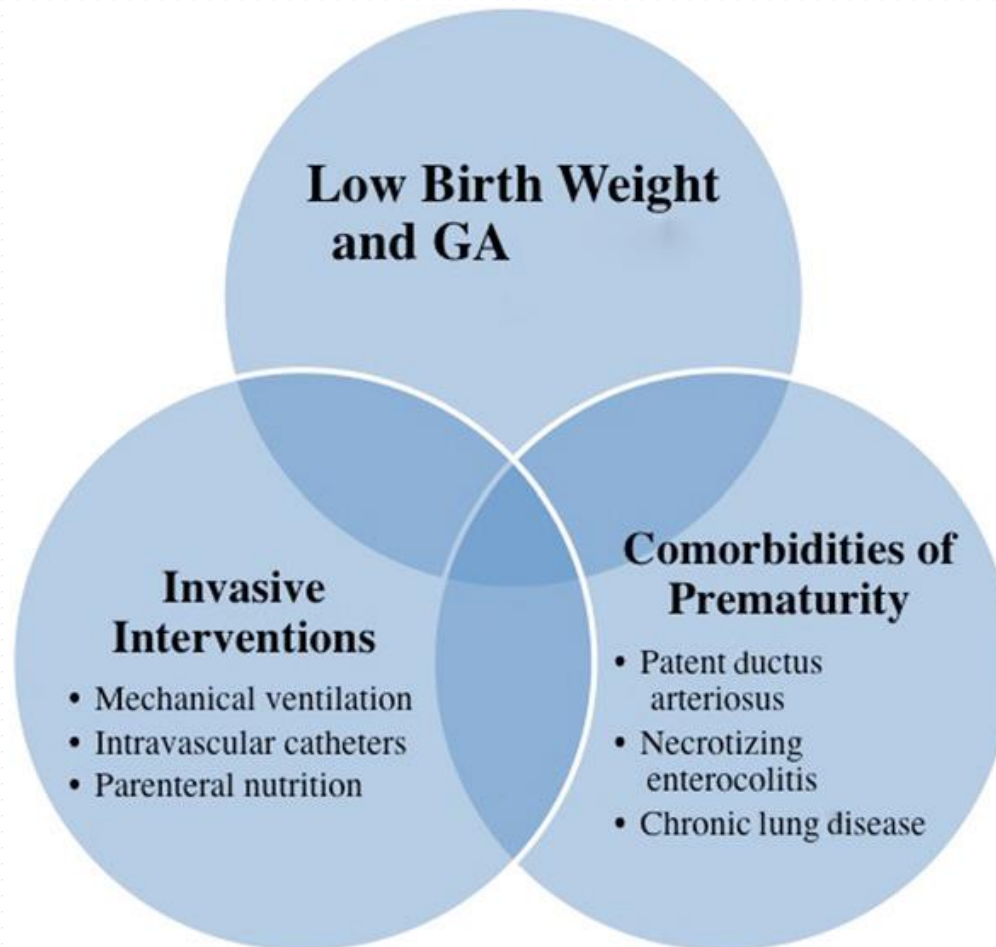 Low Birth Weight
and GA
Invasive
Interventions
• Mechanical ventilation
• Intravascular catheters
• Parenteral nutrition
Comorbidities of
Prematurity
• Patent ductus
arteriosus
• Necrotizing
enterocolitis
• Chronic lung disease